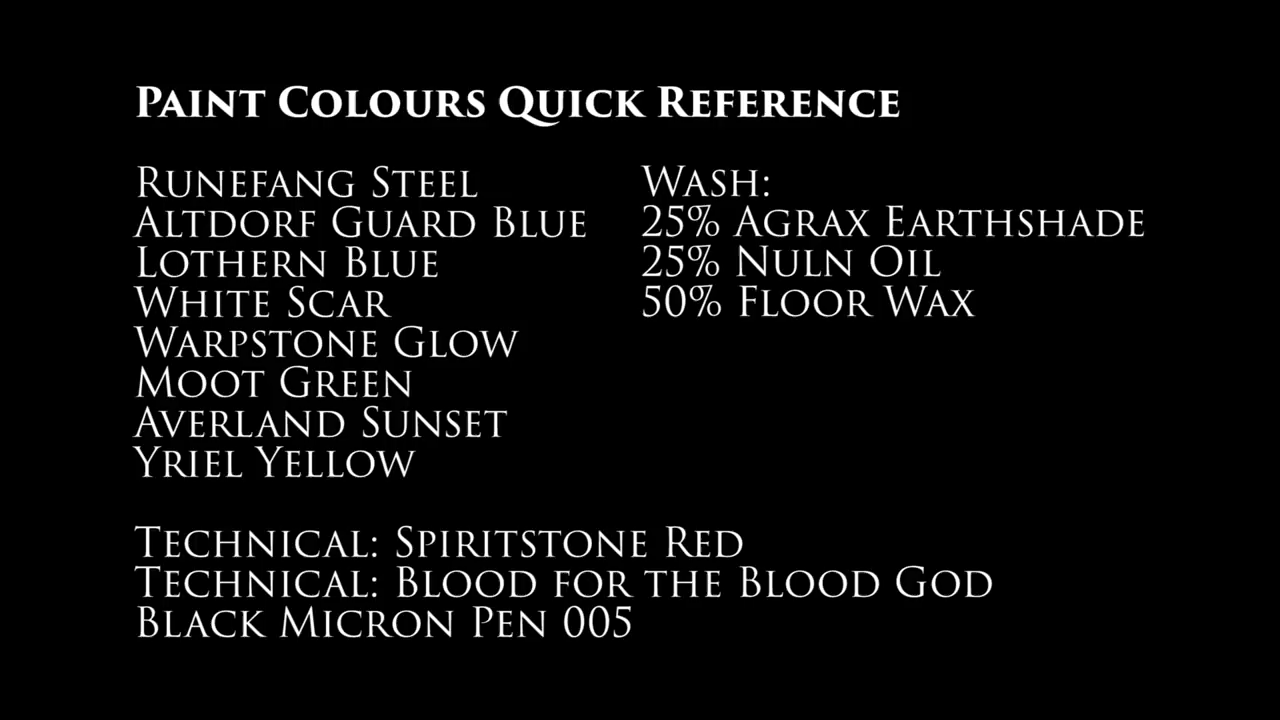 Paint Colours Quick Reference
Runefang Steel
Altdorf Guard Blue
Lothern Blue
White Scar
Warpstone Glow
Moot Green
Averland Sunset
Yriel Yellow
Wash:
25% Agrax Earthshade
25% Nuln Oil
50% Floor Wax
Technical: Spiritstone Red
Technical: Blood for the Blood God
Black Micron Pen 005